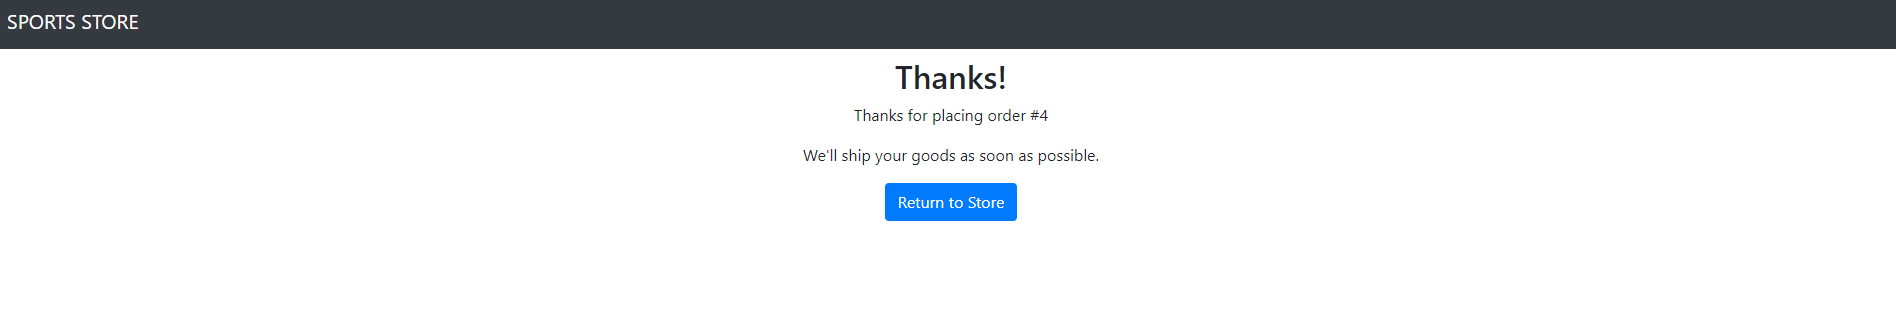 SPORTS STORE
Thanks!
Thanks for placing order #4
We'll ship your goods as soon as possible.
Return to Store